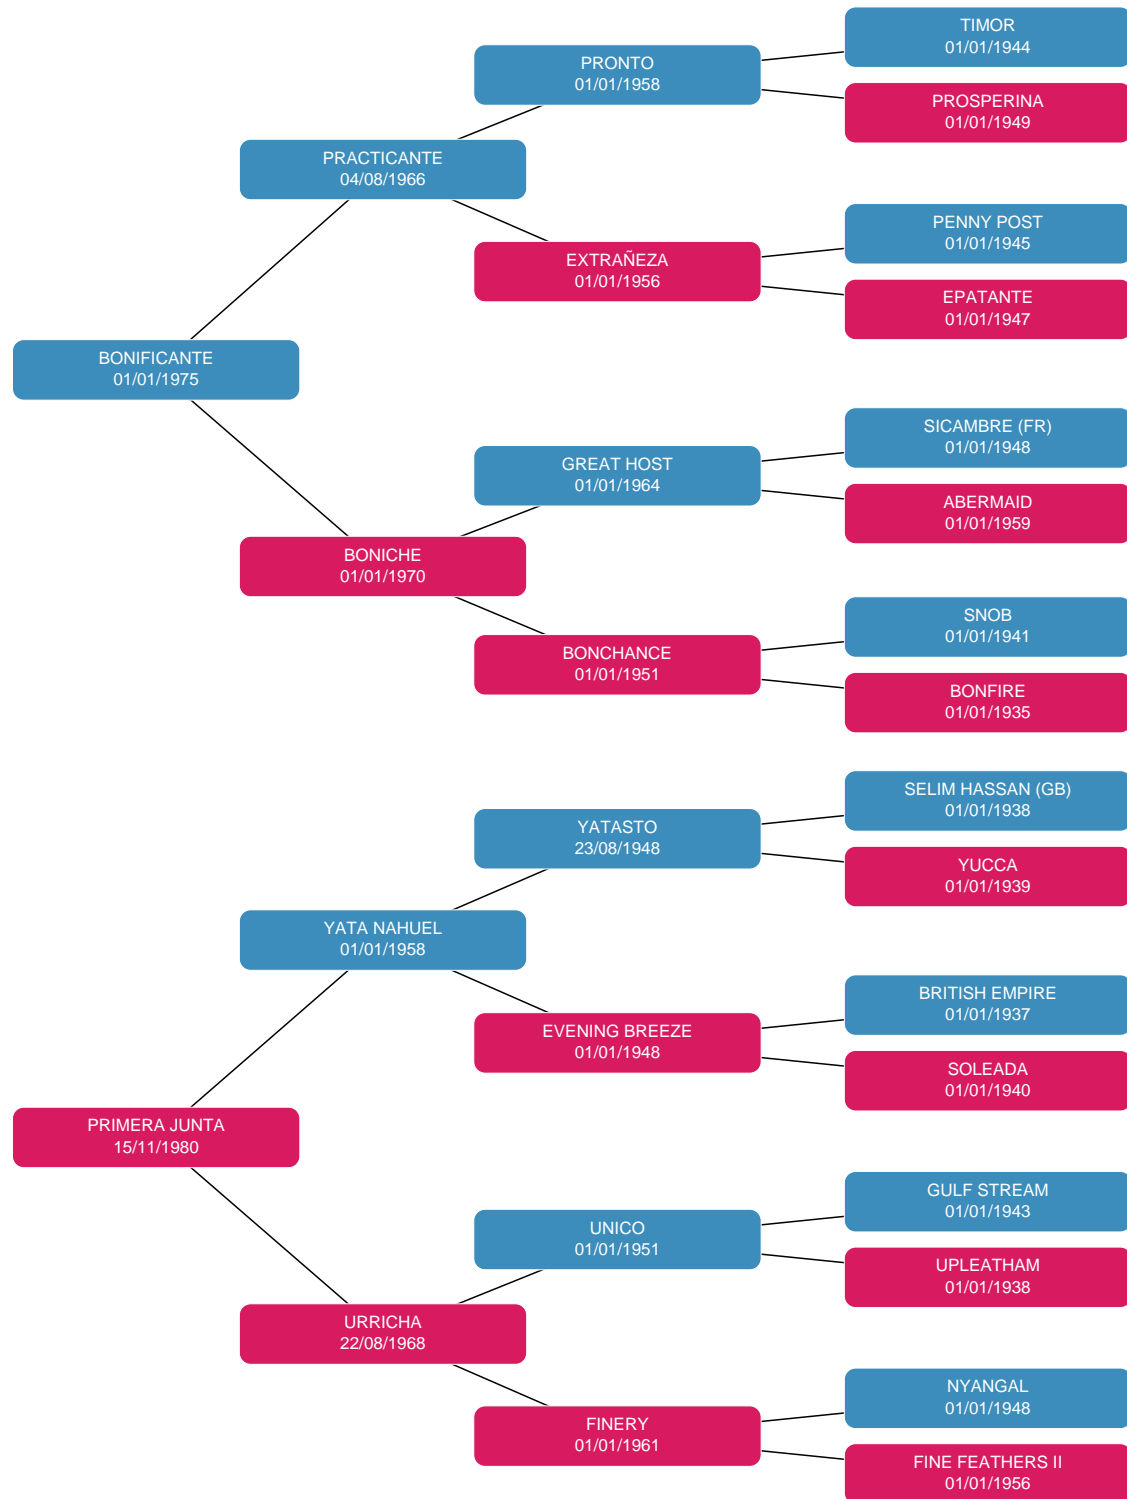 TIMOR
01/01/1944
PRONTO
01/01/1958
PROSPERINA
01/01/1949
PRACTICANTE
04/08/1966
PENNY POST
01/01/1945
EXTRAÑEZA
01/01/1956
EPATANTE
01/01/1947
BONIFICANTE
01/01/1975
SICAMBRE (FR)
01/01/1948
GREAT HOST
01/01/1964
ABERMAID
01/01/1959
BONICHE
01/01/1970
SNOB
01/01/1941
BONCHANCE
01/01/1951
BONFIRE
01/01/1935
SELIM HASSAN (GB)
01/01/1938
YATASTO
23/08/1948
YUCCA
01/01/1939
YATA NAHUEL
01/01/1958
BRITISH EMPIRE
01/01/1937
EVENING BREEZE
01/01/1948
SOLEADA
01/01/1940
PRIMERA JUNTA
15/11/1980
GULF STREAM
01/01/1943
UNICO
01/01/1951
UPLEATHAM
01/01/1938
URRICHA
22/08/1968
NYANGAL
01/01/1948
FINERY
01/01/1961
FINE FEATHERS II
01/01/1956